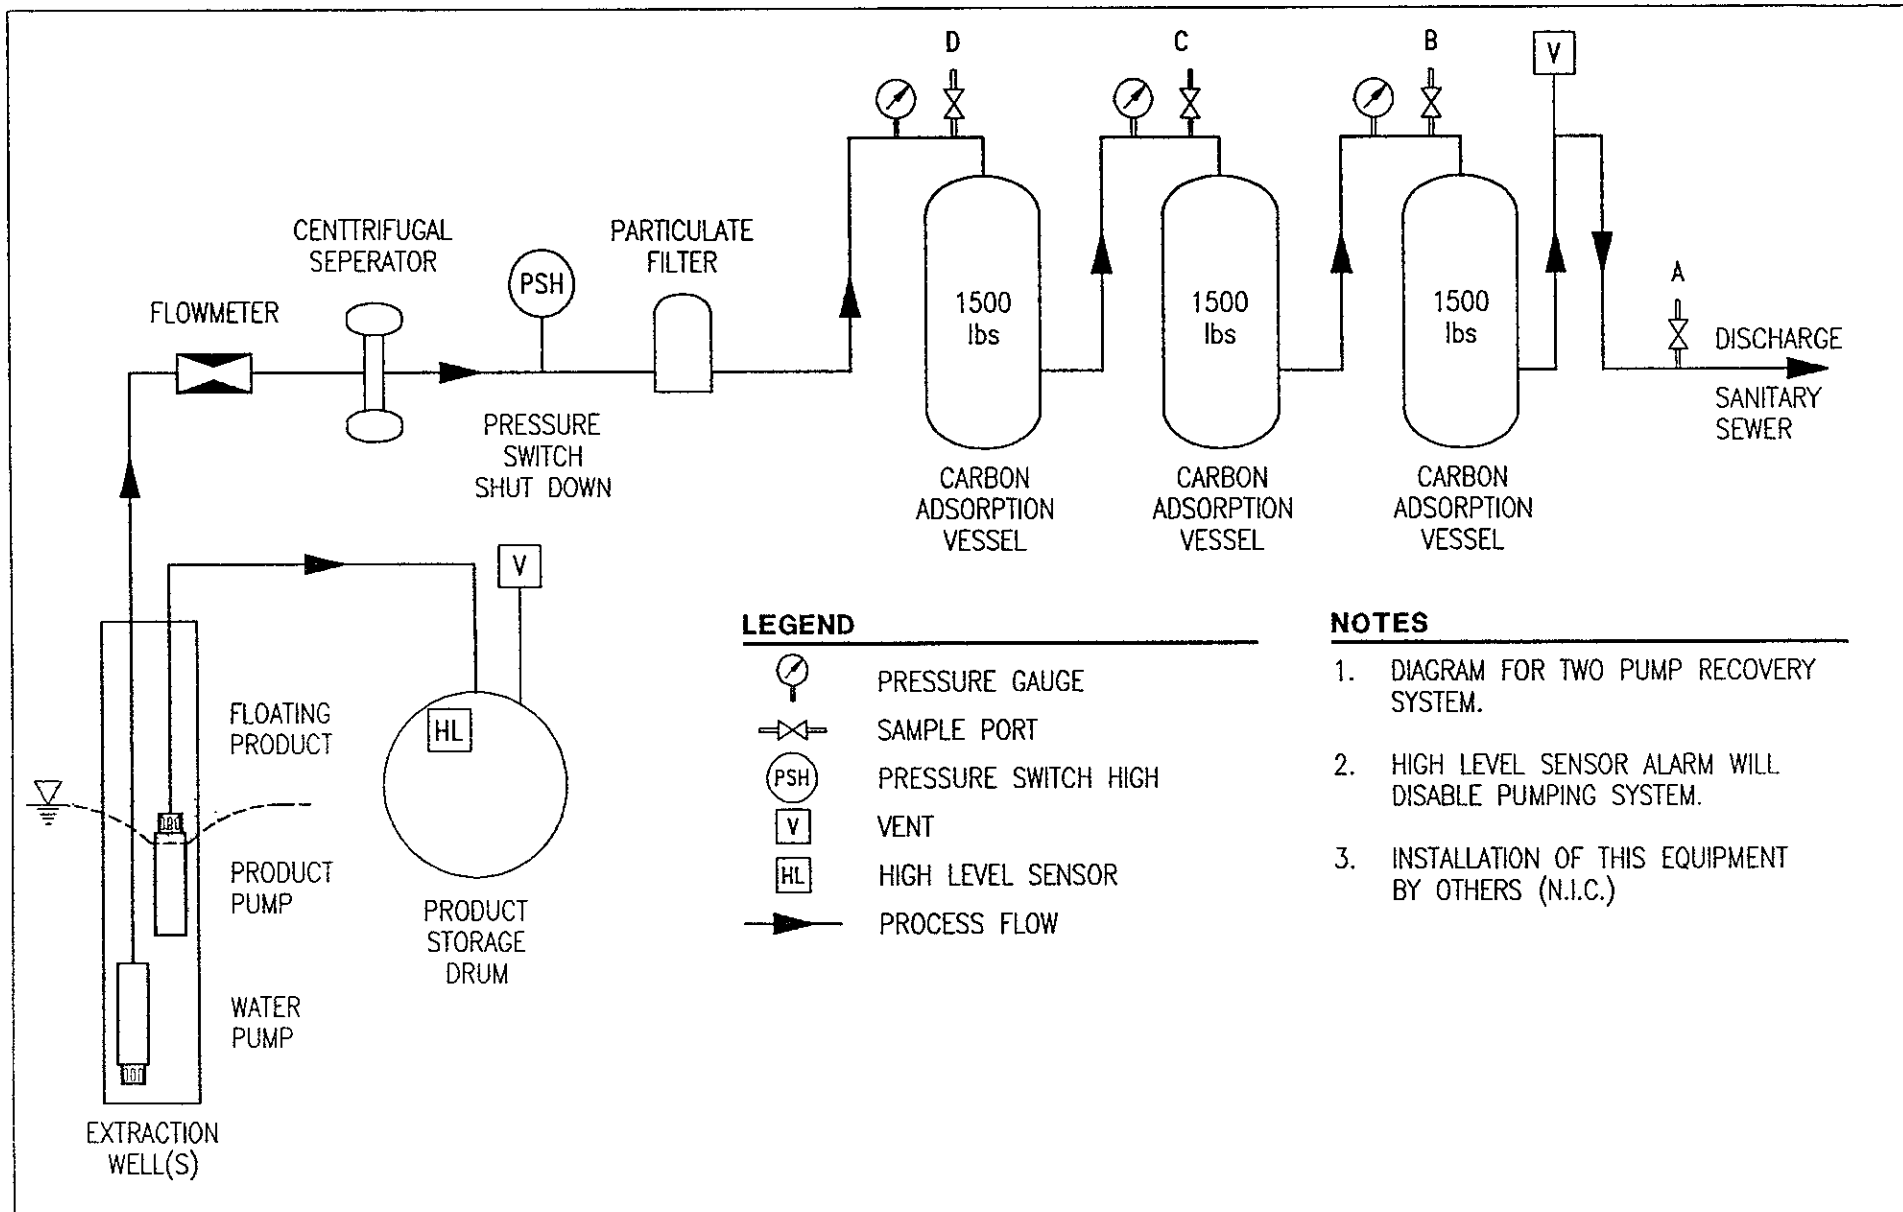 D
C
B
V
CENTTRIFUGAL
SEPERATOR
PARTICULATE
FILTER
PSH
FLOWMETER
1500
lbs
1500
lbs
1500
lbs
A
DISCHARGE
SANITARY
SEWER
PRESSURE
SWITCH
SHUT DOWN
CARBON
ADSORPTION
VESSEL
CARBON
ADSORPTION
VESSEL
CARBON
ADSORPTION
VESSEL
V
FLOATING
PRODUCT
HL
PRODUCT
PUMP
PRODUCT
STORAGE
DRUM
WATER
PUMP
EXTRACTION
WELL(S)
LEGEND
PRESSURE GAUGE
SAMPLE PORT
PSH PRESSURE SWITCH HIGH
V VENT
HL HIGH LEVEL SENSOR
PROCESS FLOW
NOTES
1. DIAGRAM FOR TWO PUMP RECOVERY
SYSTEM.
2. HIGH LEVEL SENSOR ALARM WILL
DISABLE PUMPING SYSTEM.
3. INSTALLATION OF THIS EQUIPMENT
BY OTHERS (N.I.C.)